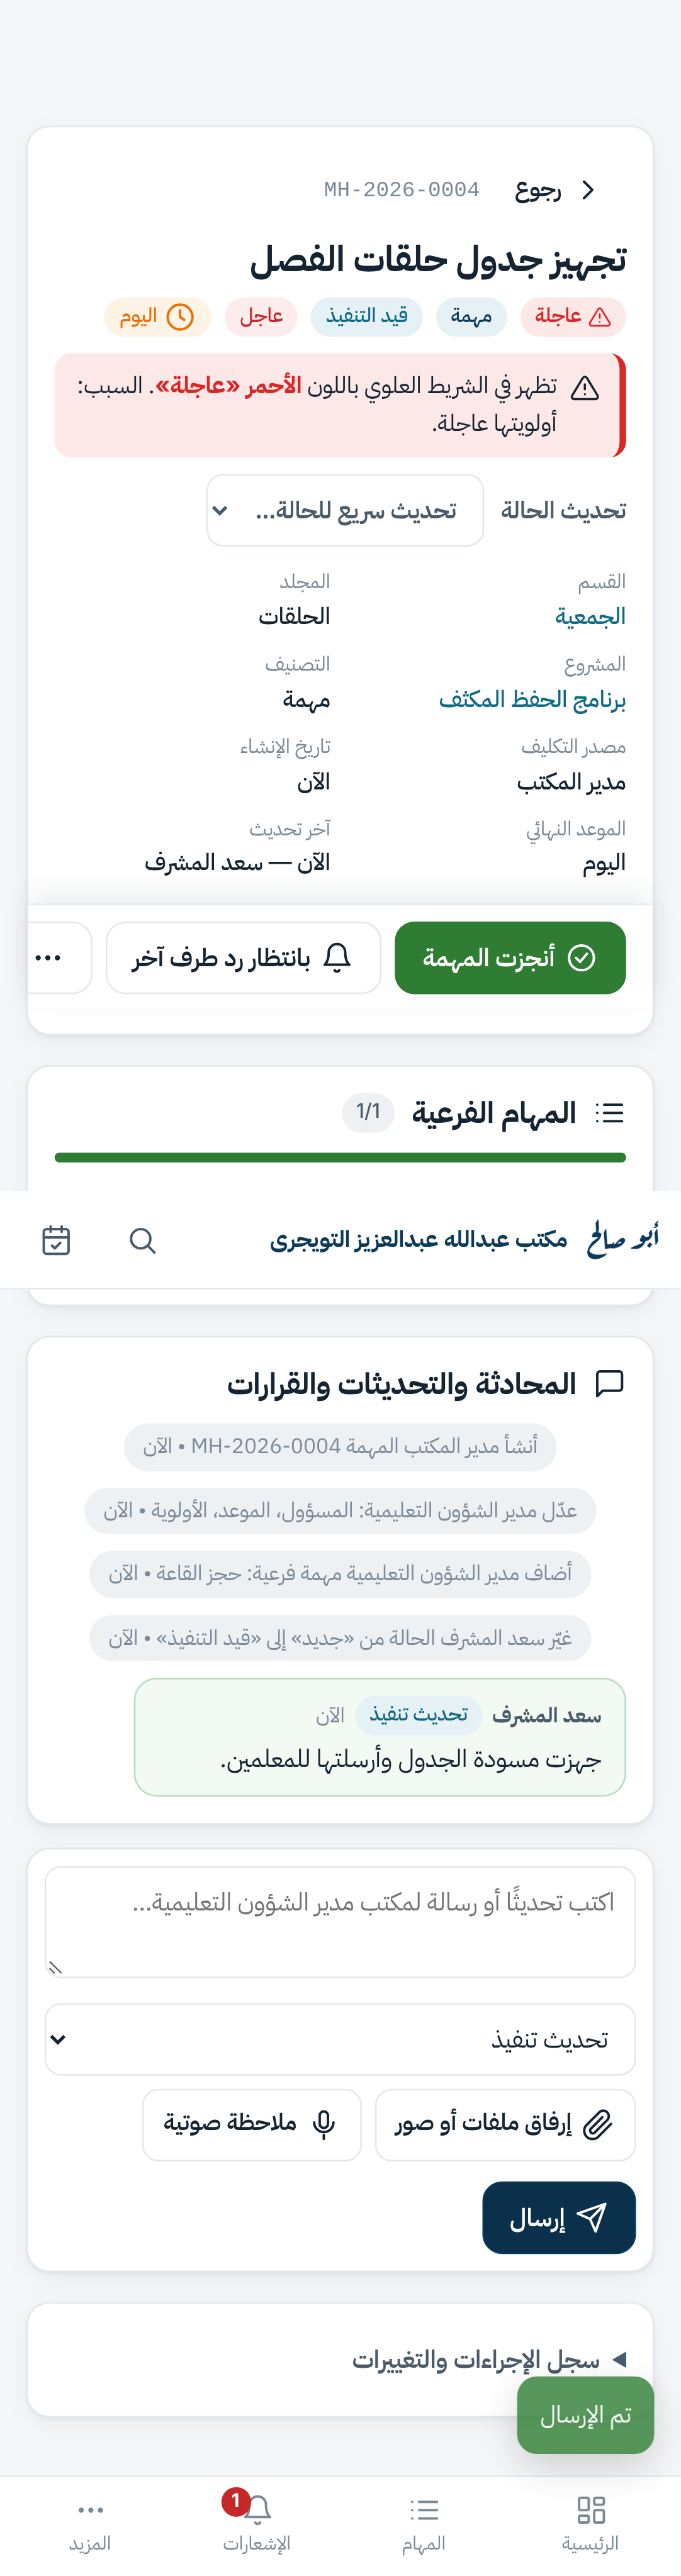 رجوع MH-2026-0004
تجهيز جدول حلقات الفصل
عاجلة مهمة قيد التنفيذ عاجل اليوم
تظهر في الشريط العلوي باللون الأحمر «عاجلة». السبب:
أولويتها عاجلة.
تحديث الحالة تحديث سريع للحالة...
القسم المجلد
الجمعية الحلقات
المشروع التصنيف
برنامج الحفظ المكثف مهمة
مصدر التكليف تاريخ الإنشاء
مدير المكتب الآن
الموعد النهائي آخر تحديث
اليوم الآن — سعد المشرف
أنجزت المهمة بانتظار رد طرف آخر ...
المهام الفرعية 1/1
أبو صالح مكتب عبدالله عبدالعزيز التويجري
المحادثة والتحديثات والقرارات
أنشأ مدير المكتب المهمة MH-2026-0004 • الآن
عدّل مدير الشؤون التعليمية: المسؤول، الموعد، الأولوية • الآن
أضاف مدير الشؤون التعليمية مهمة فرعية: حجز القاعة • الآن
غيّر سعد المشرف الحالة من «جديد» إلى «قيد التنفيذ» • الآن
سعد المشرف تحديث تنفيذ الآن
جهزت مسودة الجدول وأرسلتها للمعلمين.
اكتب تحديثًا أو رسالة لمكتب مدير الشؤون التعليمية...
تحديث تنفيذ
إرفاق ملفات أو صور ملاحظة صوتية
إرسال
سجل الإجراءات والتغييرات
تم الإرسال
1
الرئيسية المهام الإشعارات المزيد